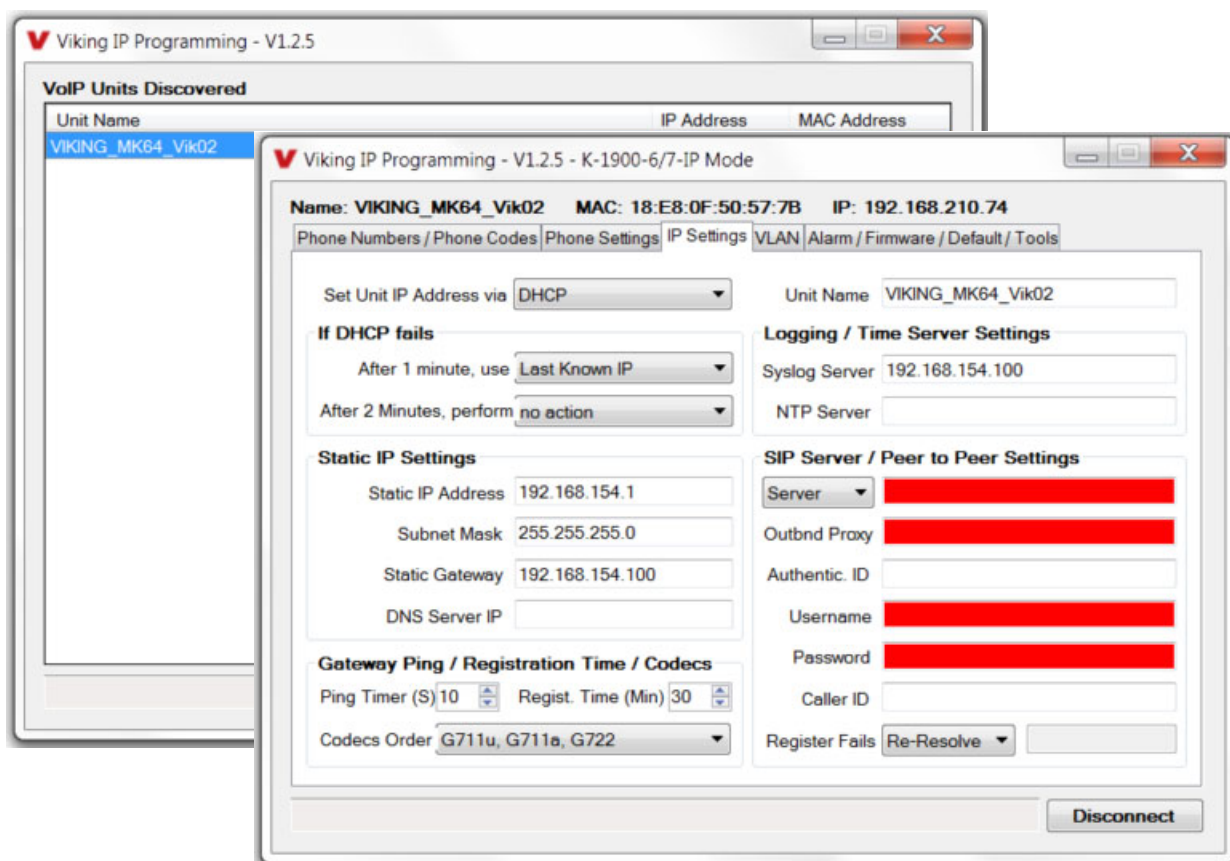 Viking IP Programming - V1.2.5
VoIP Units Discovered
Unit Name IP Address MAC Address
VIKING_MK64_Vik02
Viking IP Programming - V1.2.5 - K-1900-6/7-IP Mode
Name: VIKING_MK64_Vik02 MAC: 18:E8:0F:50:57:7B IP: 192.168.210.74
Phone Numbers / Phone Codes Phone Settings IP Settings VLAN Alarm / Firmware / Default / Tools
Set Unit IP Address via DHCP
If DHCP fails
After 1 minute, use Last Known IP
After 2 Minutes, perform no action
Static IP Settings
Static IP Address 192.168.154.1
Subnet Mask 255.255.255.0
Static Gateway 192.168.154.100
DNS Server IP
Gateway Ping / Registration Time / Codecs
Ping Timer (S) 10 Regist. Time (Min) 30
Codecs Order G711u, G711a, G722
Unit Name VIKING_MK64_Vik02
Logging / Time Server Settings
Syslog Server 192.168.154.100
NTP Server
SIP Server / Peer to Peer Settings
Server
Outbnd Proxy
Authentic. ID
Username
Password
Caller ID
Register Fails Re-Resolve
Disconnect